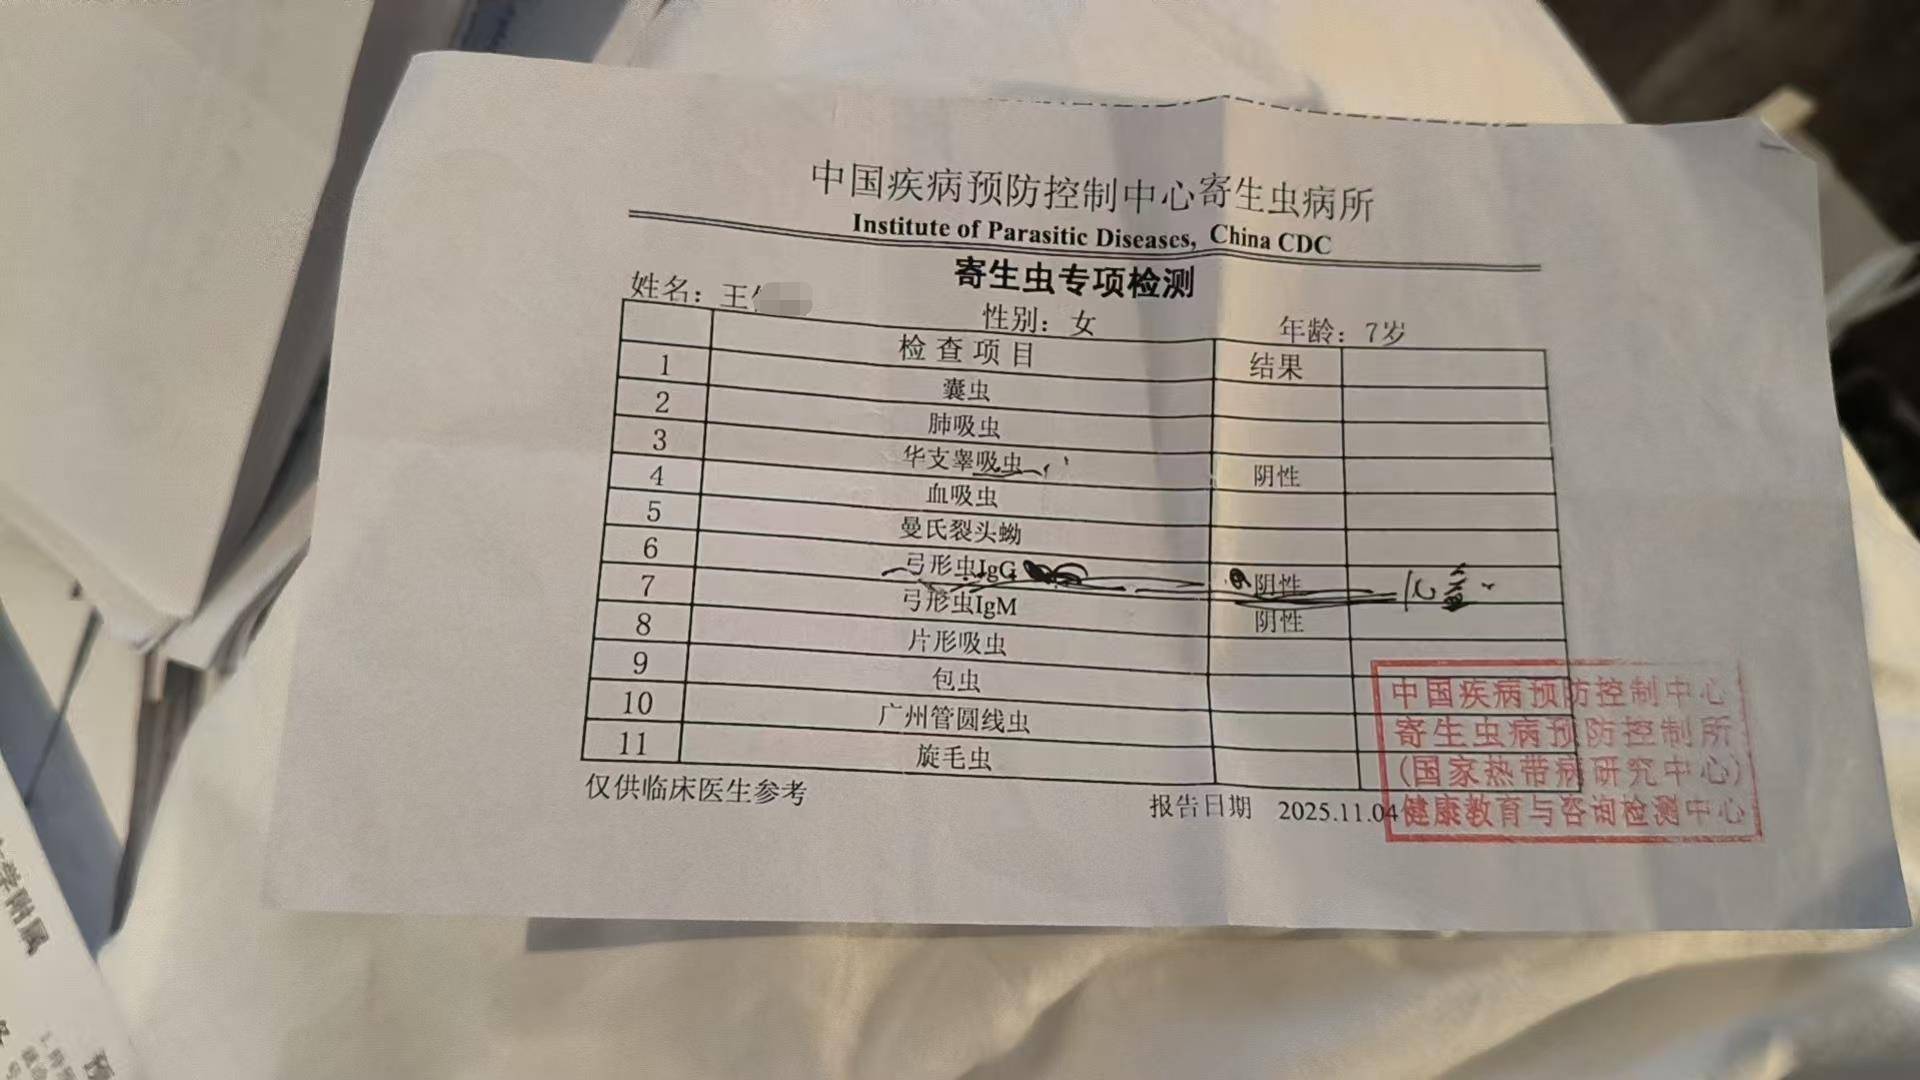 中国疾病预防控制中心寄生虫病所
Institute of Parasitic Diseases, China CDC
寄生虫专项检测
姓名：王 性别：女 年龄：7岁
检查项目 结果
1 囊虫
2 肺吸虫
3 华支睾吸虫 阴性
4 血吸虫
5 曼氏裂头蚴
6 弓形虫IgG 阴性
7 弓形虫IgM 阴性
8 片形吸虫
9 包虫
10 广州管圆线虫
11 旋毛虫
仅供临床医生参考 报告日期 2025.11.04
中国疾病预防控制中心
寄生虫病预防控制所
(国家热带病研究中心)
健康教育与咨询检测中心
学附属